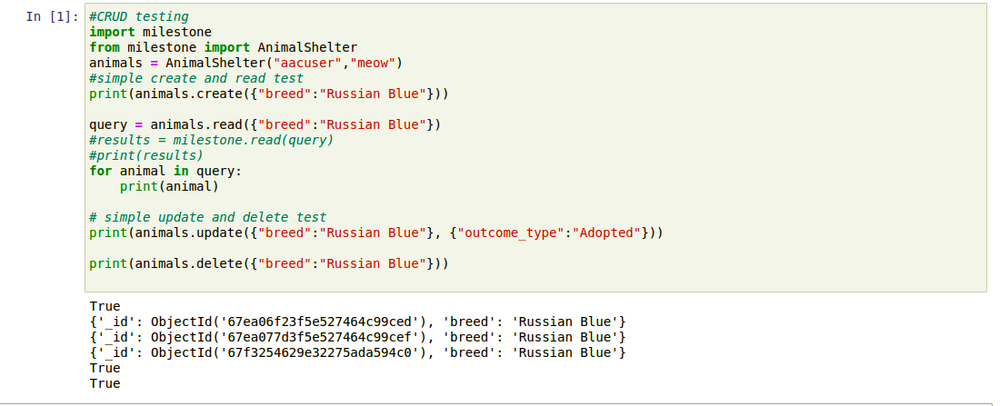 In [1]:
#CRUD testing
import milestone
from milestone import AnimalShelter
animals = AnimalShelter("aacuser","meow")
#simple create and read test
print(animals.create({"breed":"Russian Blue"}))
query = animals.read({"breed":"Russian Blue"})
#results = milestone.read(query)
#print(results)
for animal in query:
    print(animal)
# simple update and delete test
print(animals.update({"breed":"Russian Blue"}, {"outcome_type":"Adopted"}))
print(animals.delete({"breed":"Russian Blue"}))
True
{'_id': ObjectId('67ea06f23f5e527464c99ced'), 'breed': 'Russian Blue'}
{'_id': ObjectId('67ea077d3f5e527464c99cef'), 'breed': 'Russian Blue'}
{'_id': ObjectId('67f3254629e32275ada594c0'), 'breed': 'Russian Blue'}
True
True